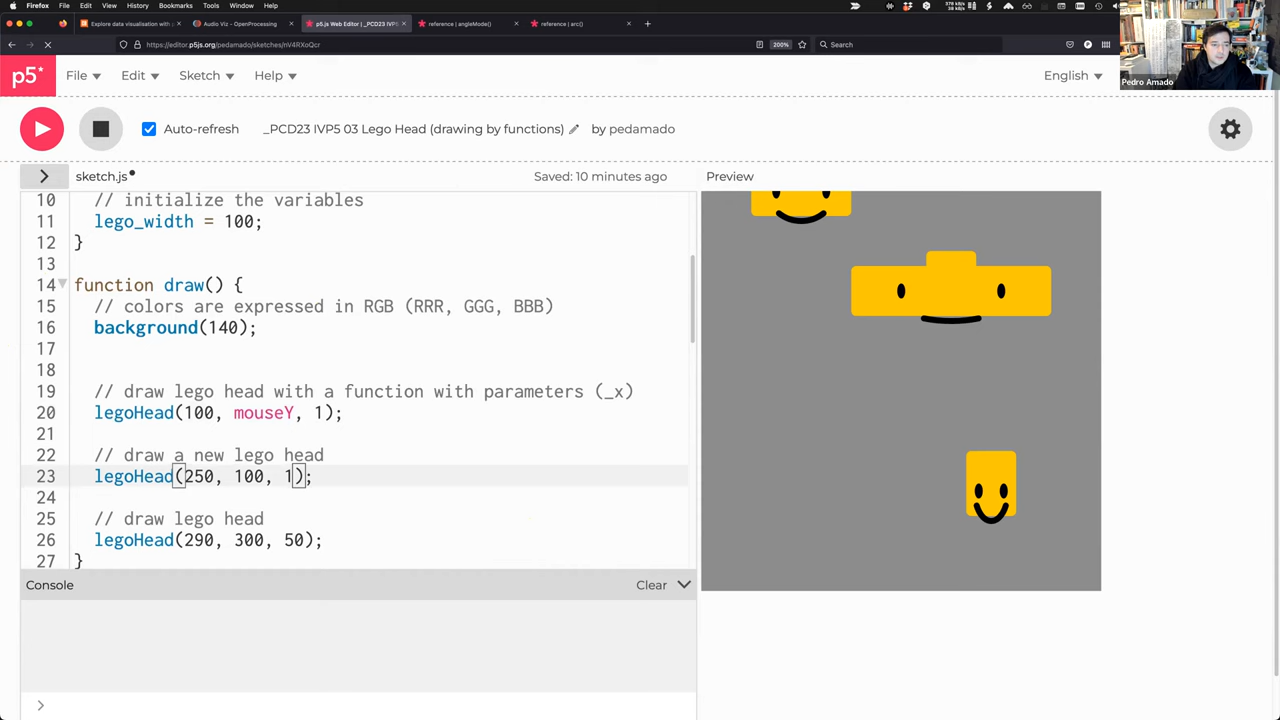 Firefox File Edit View History Bookmarks Tools Window Help
Explore data visualisation with
Audio Viz - OpenProcessing
p5.js Web Editor | _PCD23 IVP5
reference | angleMode()
reference | arc()
https://editor.p5js.org/pedamado/sketches/nV4RXoQcr
200%
Search
Pedro Amado
p5*
File
Edit
Sketch
Help
English
Auto-refresh
_PCD23 IVP5 03 Lego Head (drawing by functions)
by pedamado
sketch.js
Saved: 10 minutes ago
Preview
10 // initialize the variables
11 lego_width = 100;
12 }
13
14 function draw() {
15 // colors are expressed in RGB (RRR, GGG, BBB)
16 background(140);
17
18
19 // draw lego head with a function with parameters (_x)
20 legoHead(100, mouseY, 1);
21
22 // draw a new lego head
23 legoHead(250, 100, 1);
24
25 // draw lego head
26 legoHead(290, 300, 50);
27 }
Console
Clear
>